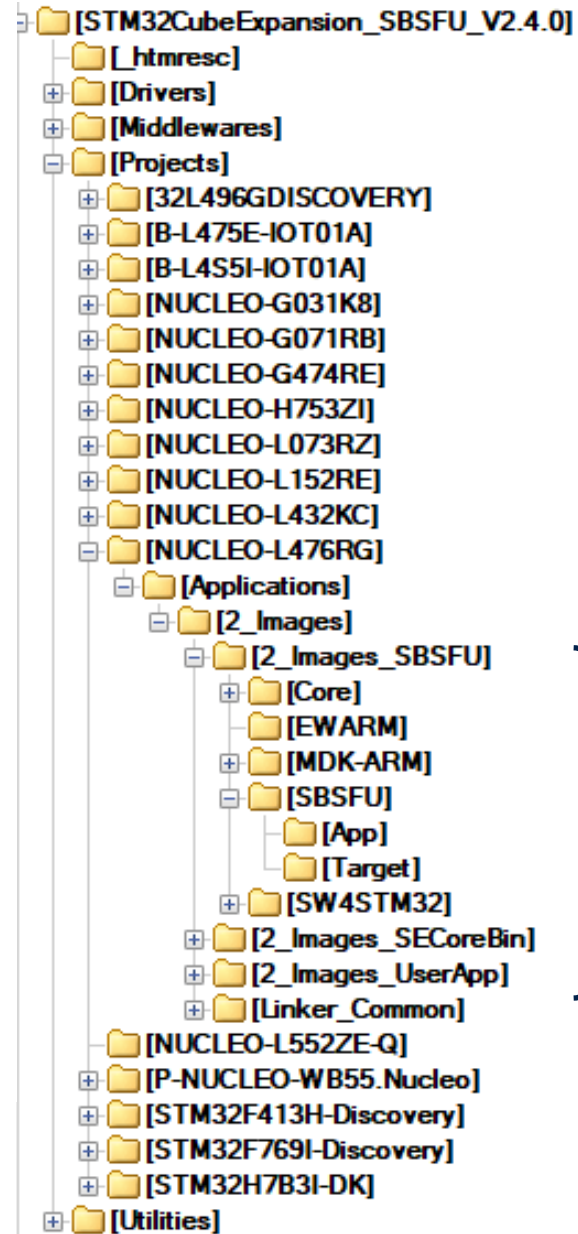 [STM32CubeExpansion_SBSFU_V2.4.0]
[_htmresc]
[Drivers]
[Middlewares]
[Projects]
[32L496GDISCOVERY]
[B-L475E-IOT01A]
[B-L4S5I-IOT01A]
[NUCLEO-G031K8]
[NUCLEO-G071RB]
[NUCLEO-G474RE]
[NUCLEO-H753ZI]
[NUCLEO-L073RZ]
[NUCLEO-L152RE]
[NUCLEO-L432KC]
[NUCLEO-L476RG]
[Applications]
[2_Images]
[2_Images_SBSFU]
[Core]
[EWARM]
[MDK-ARM]
[SBSFU]
[App]
[Target]
[SW4STM32]
[2_Images_SECoreBin]
[2_Images_UserApp]
[Linker_Common]
[NUCLEO-L552ZE-Q]
[P-NUCLEO-WB55.Nucleo]
[STM32F413H-Discovery]
[STM32F769I-Discovery]
[STM32H7B3I-DK]
[Utilities]